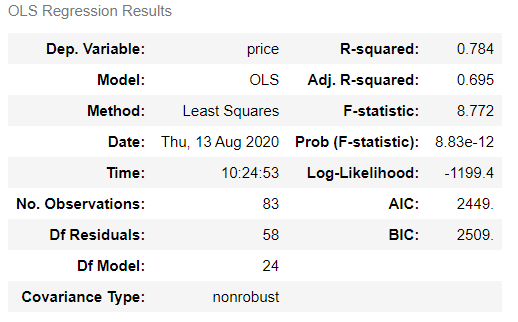 OLS Regression Results
Dep. Variable: price R-squared: 0.784
Model: OLS Adj. R-squared: 0.695
Method: Least Squares F-statistic: 8.772
Date: Thu, 13 Aug 2020 Prob (F-statistic): 8.83e-12
Time: 10:24:53 Log-Likelihood: -1199.4
No. Observations: 83 AIC: 2449.
Df Residuals: 58 BIC: 2509.
Df Model: 24
Covariance Type: nonrobust